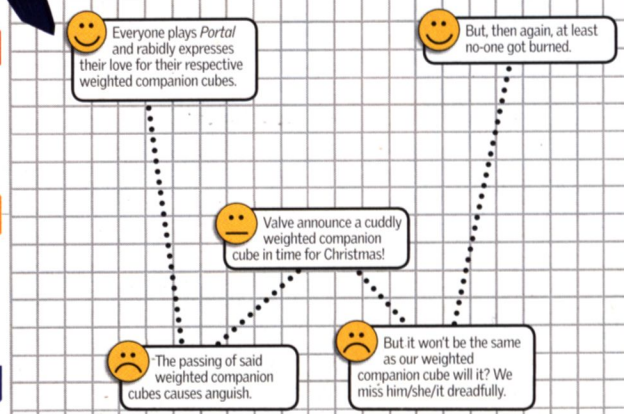 Everyone plays Portal
and rabidly expresses
their love for their respective
weighted companion cubes.
-The passing of said
weighted companion
cubes causes anguish.
Valve announce a cuddly
weighted companion
cube in time for Christmas!
But it won't be the same
as our weighted
companion cube will it? We
miss him/she/it dreadfully.
But, then again, at least
no-one got burned.